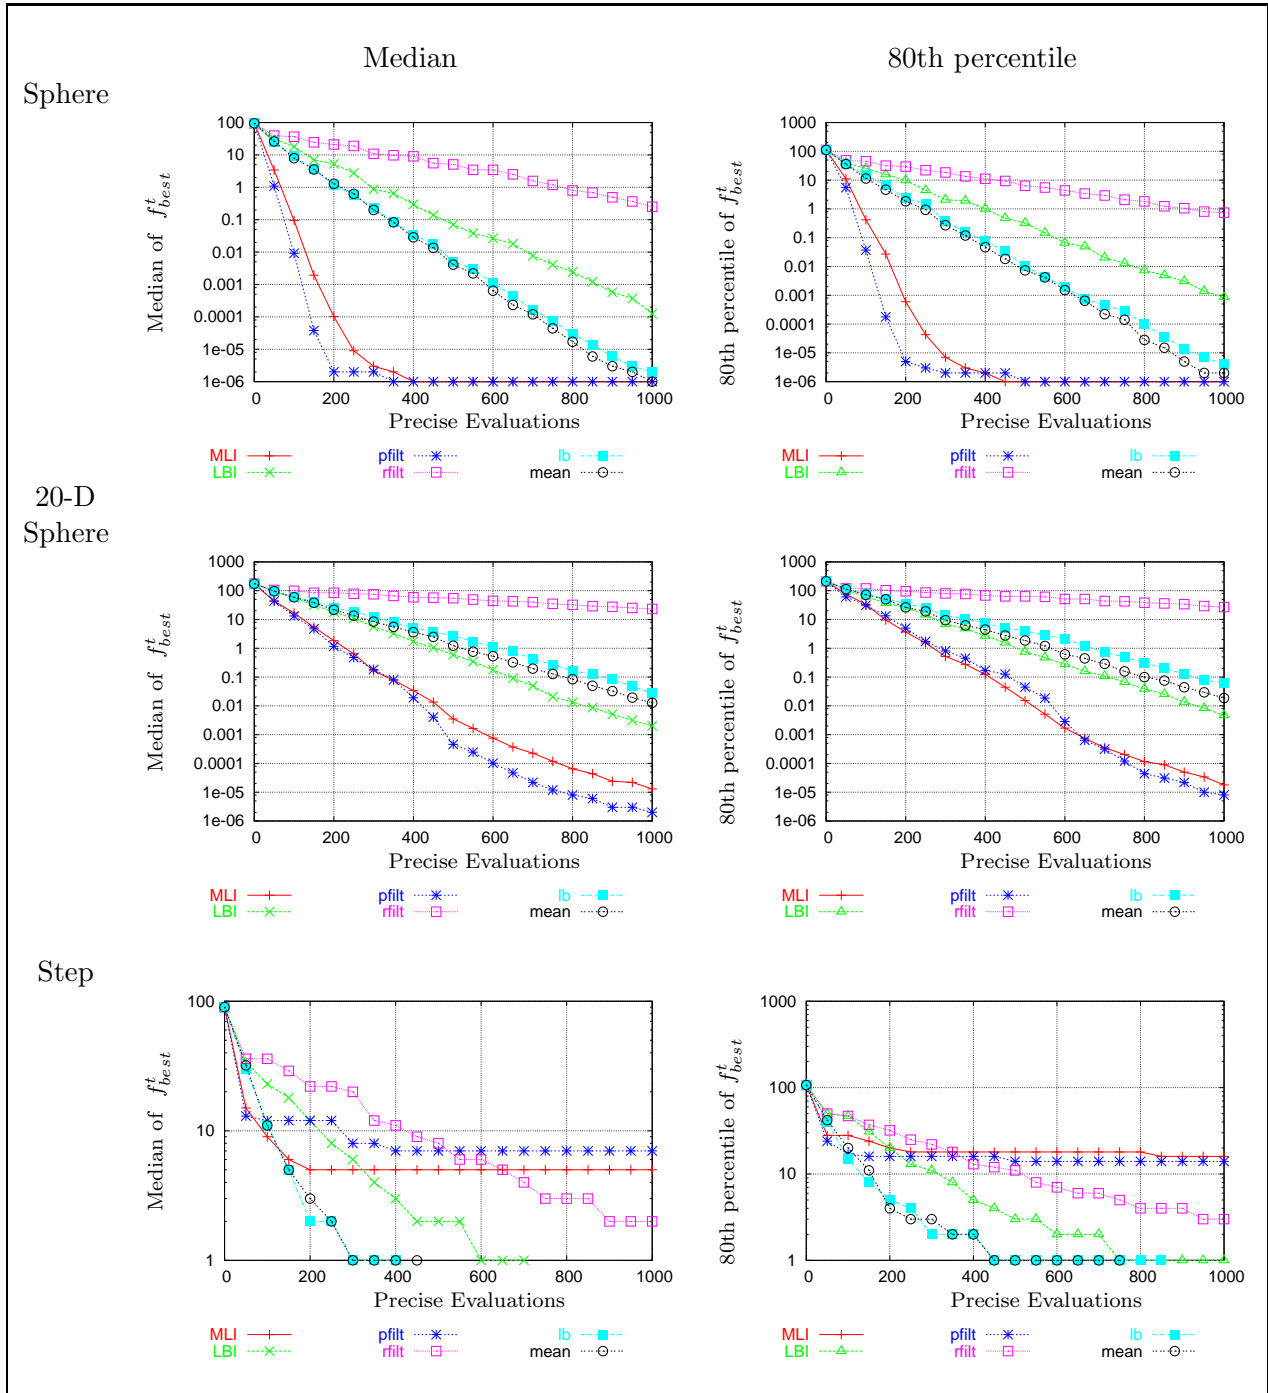 Median
80th percentile
Sphere
100
10
1
0.1
0.01
0.001
0.0001
1e-05
1e-06
0 200 400 600 800 1000
Median of f^t_best
Precise Evaluations
MLI
LBI
pfilt
rfilt
lb
mean
1000
100
10
1
0.1
0.01
0.001
0.0001
1e-05
1e-06
0 200 400 600 800 1000
80th percentile of f^t_best
Precise Evaluations
MLI
LBI
pfilt
rfilt
lb
mean
20-D
Sphere
1000
100
10
1
0.1
0.01
0.001
0.0001
1e-05
1e-06
0 200 400 600 800 1000
Median of f^t_best
Precise Evaluations
MLI
LBI
pfilt
rfilt
lb
mean
1000
100
10
1
0.1
0.01
0.001
0.0001
1e-05
1e-06
0 200 400 600 800 1000
80th percentile of f^t_best
Precise Evaluations
MLI
LBI
pfilt
rfilt
lb
mean
Step
100
10
1
0 200 400 600 800 1000
Median of f^t_best
Precise Evaluations
MLI
LBI
pfilt
rfilt
lb
mean
1000
100
10
1
0 200 400 600 800 1000
80th percentile of f^t_best
Precise Evaluations
MLI
LBI
pfilt
rfilt
lb
mean